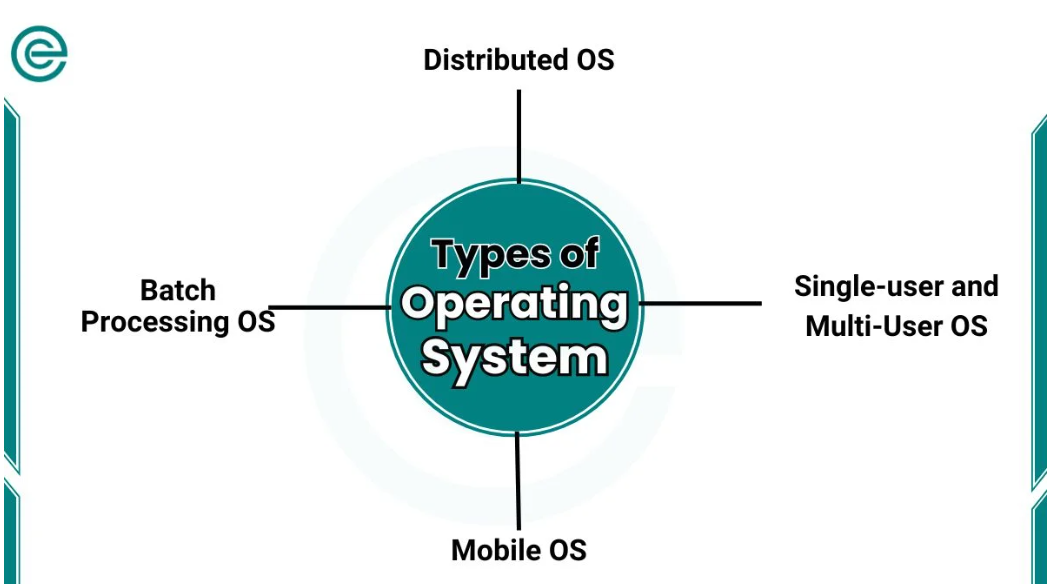 Distributed OS
Types of
Operating
System
Batch
Processing OS
Single-user and
Multi-User OS
Mobile OS